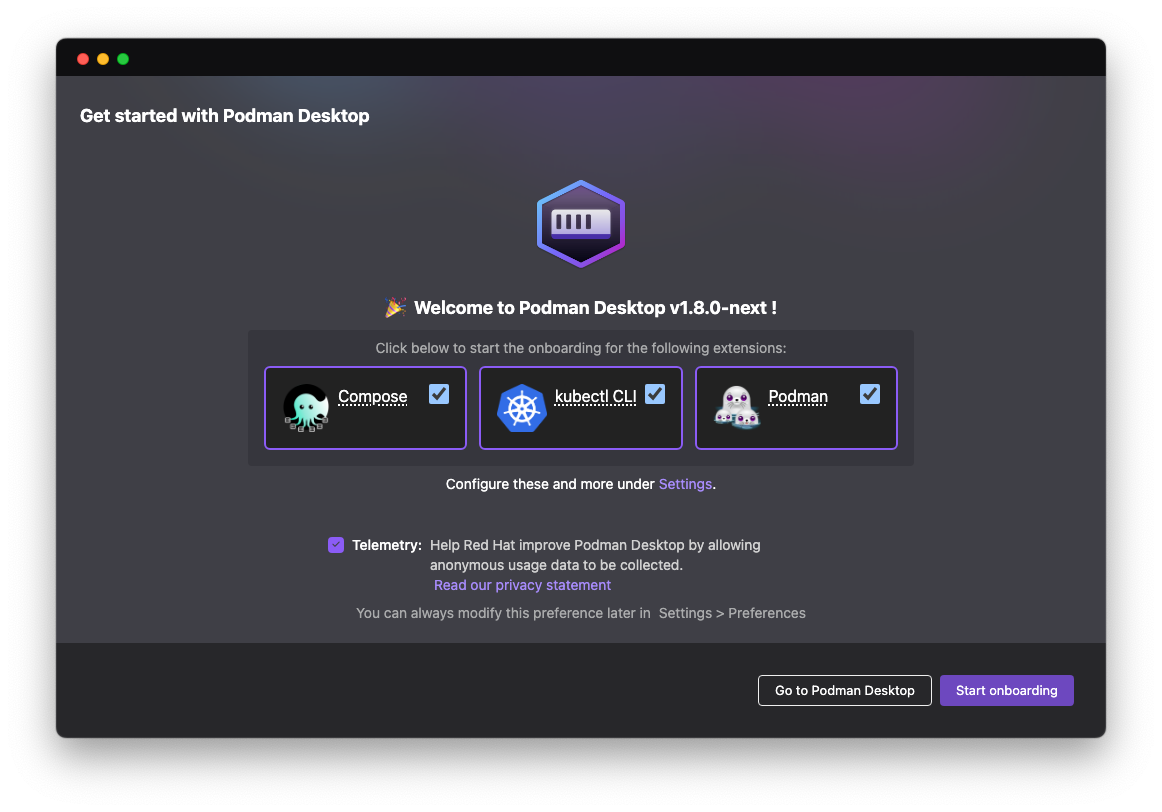 Get started with Podman Desktop
🎉 Welcome to Podman Desktop v1.8.0-next !
Click below to start the onboarding for the following extensions:
Compose
kubectl CLI
Podman
Configure these and more under Settings.
Telemetry: Help Red Hat improve Podman Desktop by allowing
anonymous usage data to be collected.
Read our privacy statement
You can always modify this preference later in Settings > Preferences
Go to Podman Desktop
Start onboarding